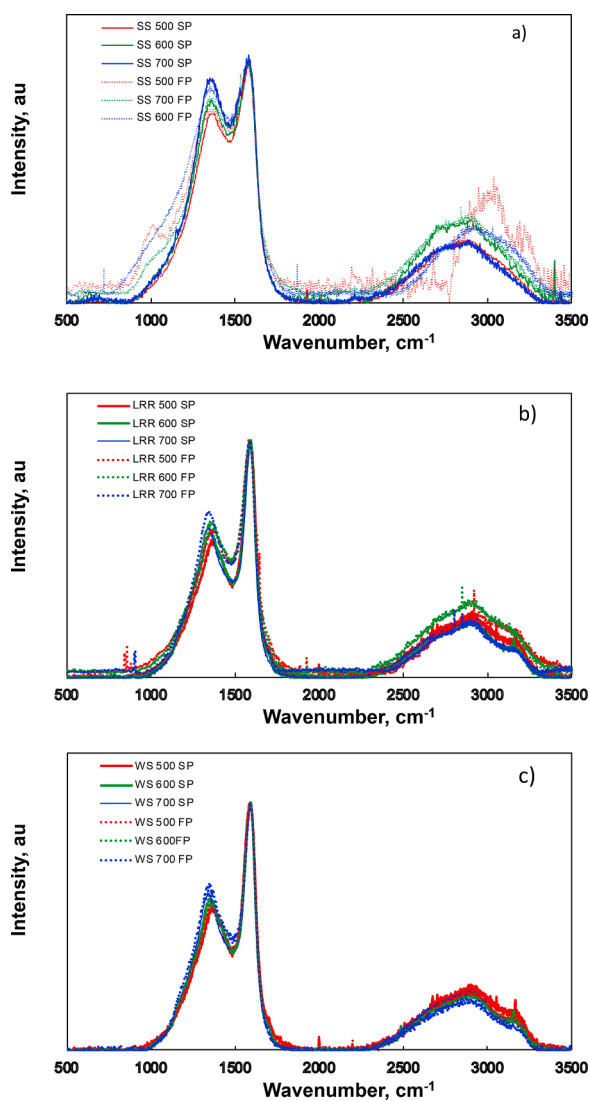 a)
SS 500 SP
SS 600 SP
SS 700 SP
SS 500 FP
SS 700 FP
SS 600 FP
Intensity, au
500 1000 1500 2000 2500 3000 3500
Wavenumber, cm-1
b)
LRR 500 SP
LRR 600 SP
LRR 700 SP
LRR 500 FP
LRR 600 FP
LRR 700 FP
Intensity, au
500 1000 1500 2000 2500 3000 3500
Wavenumber, cm-1
c)
WS 500 SP
WS 600 SP
WS 700 SP
WS 500 FP
WS 600FP
WS 700 FP
Intensity, au
500 1000 1500 2000 2500 3000 3500
Wavenumber, cm-1